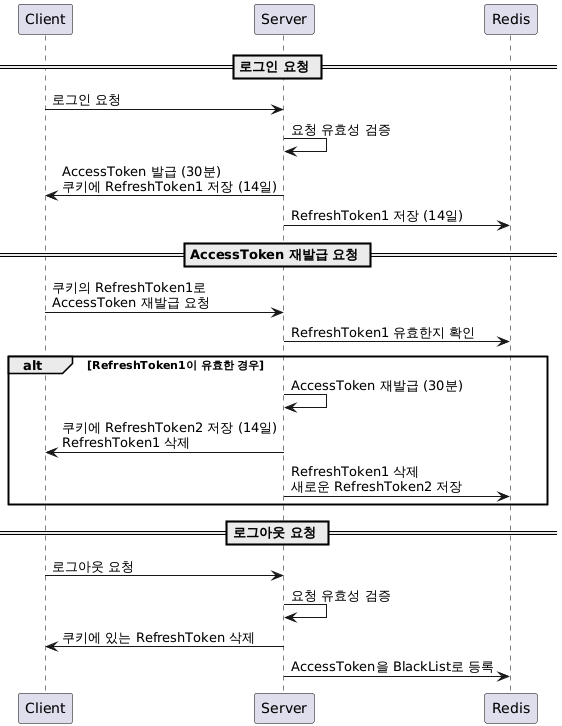 Client Server Redis
로그인 요청
로그인 요청
요청 유효성 검증
AccessToken 발급 (30분)
쿠키에 RefreshToken1 저장 (14일)
RefreshToken1 저장 (14일)
AccessToken 재발급 요청
쿠키의 RefreshToken1로
AccessToken 재발급 요청
RefreshToken1 유효한지 확인
alt [RefreshToken1이 유효한 경우]
AccessToken 재발급 (30분)
쿠키에 RefreshToken2 저장 (14일)
RefreshToken1 삭제
RefreshToken1 삭제
새로운 RefreshToken2 저장
로그아웃 요청
로그아웃 요청
요청 유효성 검증
쿠키에 있는 RefreshToken 삭제
AccessToken을 BlackList로 등록
Client Server Redis